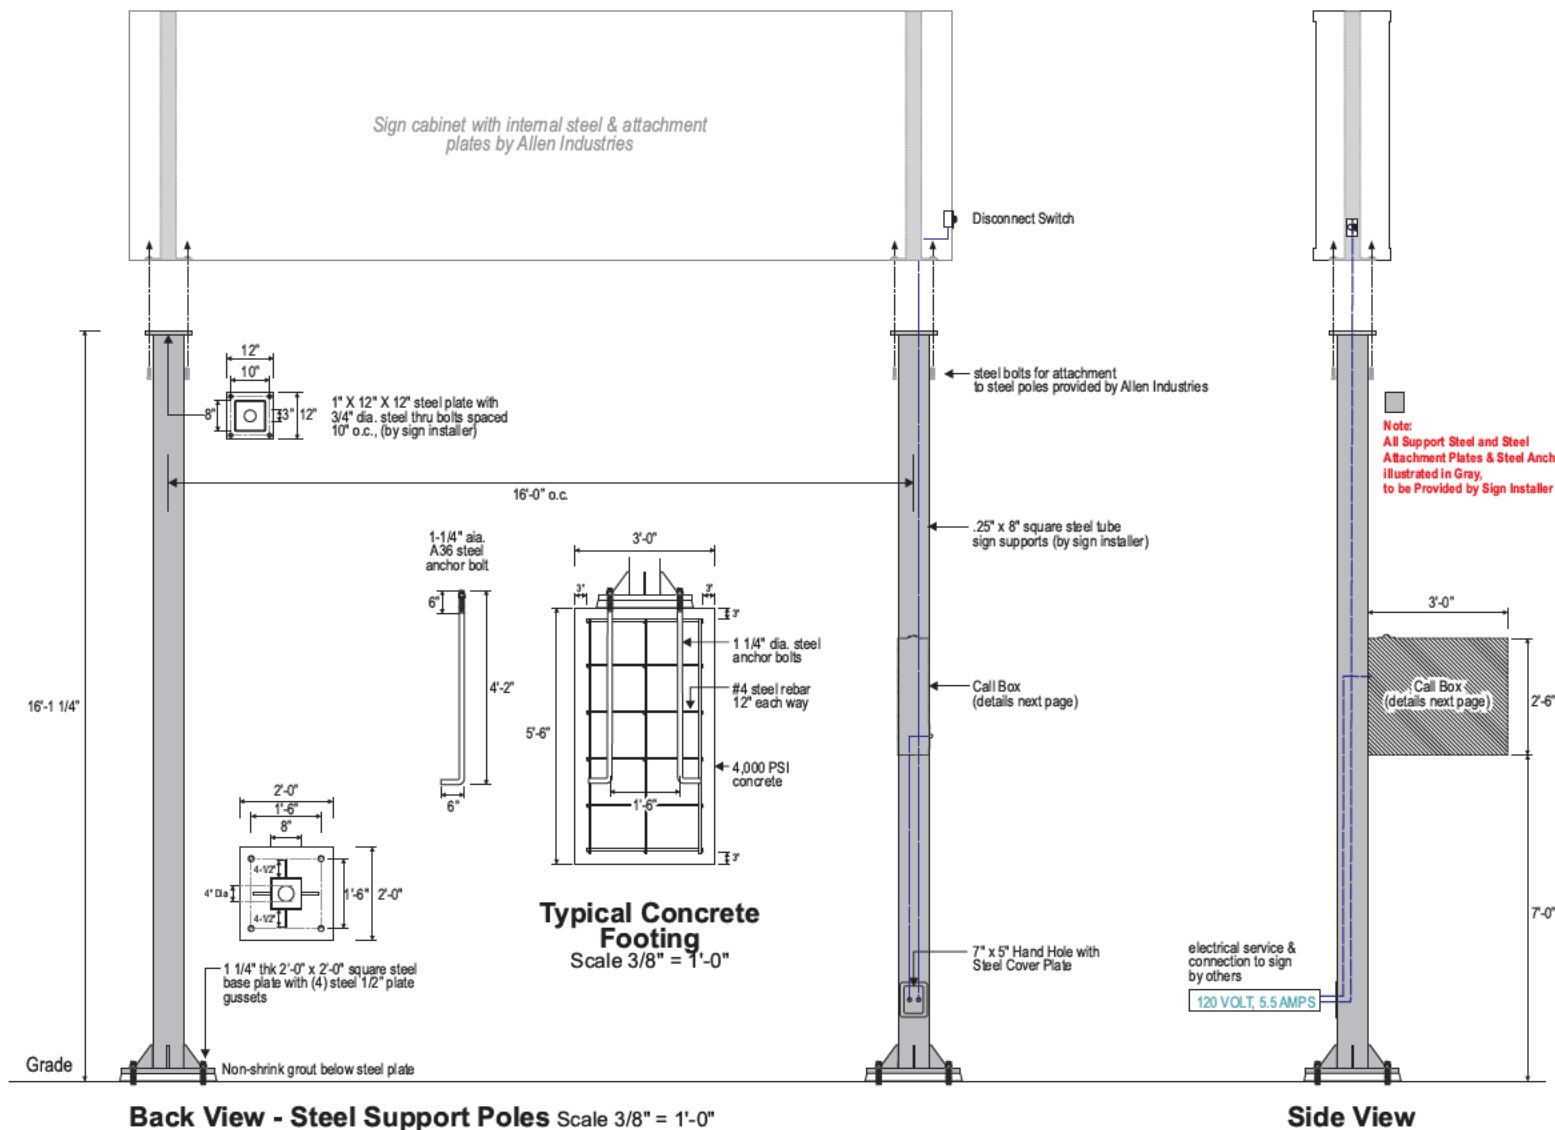 Sign cabinet with internal steel & attachment
plates by Allen Industries
Disconnect Switch
12"
10"
8"
3"
12"
1" X 12" X 12" steel plate with
3/4" dia. steel thru bolts spaced
10" o.c., (by sign installer)
steel bolts for attachment
to steel poles provided by Allen Industries
Note:
All Support Steel and Steel
Attachment Plates & Steel Anch
illustrated in Gray,
to be Provided by Sign Installer
16'-0" o.c.
.25" x 8" square steel tube
sign supports (by sign installer)
1-1/4" aia.
A36 steel
anchor bolt
6"
4'-2"
6"
3'-0"
3"
3"
3"
1 1/4" dia. steel
anchor bolts
#4 steel rebar
12" each way
5'-6"
4,000 PSI
concrete
1'-6"
3"
Typical Concrete
Footing
Scale 3/8" = 1'-0"
16'-1 1/4"
Call Box
(details next page)
3'-0"
Call Box
(details next page)
2'-6"
7'-0"
2'-0"
1'-6"
8"
4-1/2"
4" Dia
4-1/2"
1'-6"
2'-0"
1 1/4" thk 2'-0" x 2'-0" square steel
base plate with (4) steel 1/2" plate
gussets
7" x 5" Hand Hole with
Steel Cover Plate
electrical service &
connection to sign
by others
120 VOLT, 5.5 AMPS
Grade
Non-shrink grout below steel plate
Back View - Steel Support Poles Scale 3/8" = 1'-0"
Side View